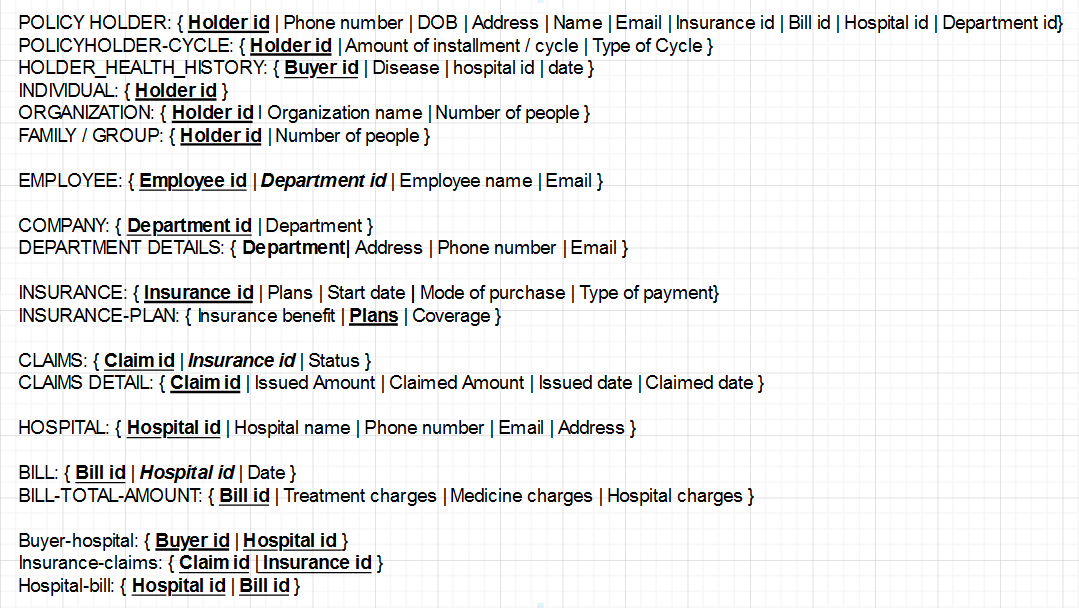 POLICY HOLDER: { Holder id | Phone number | DOB | Address | Name | Email | Insurance id | Bill id | Hospital id | Department id}
POLICYHOLDER-CYCLE: { Holder id | Amount of installment / cycle | Type of Cycle }
HOLDER_HEALTH_HISTORY: { Buyer id | Disease | hospital id | date }
INDIVIDUAL: { Holder id }
ORGANIZATION: { Holder id l Organization name | Number of people }
FAMILY / GROUP: { Holder id | Number of people }
EMPLOYEE: { Employee id | Department id | Employee name | Email }
COMPANY: { Department id | Department }
DEPARTMENT DETAILS: { Department| Address | Phone number | Email }
INSURANCE: { Insurance id | Plans | Start date | Mode of purchase | Type of payment}
INSURANCE-PLAN: { Insurance benefit | Plans | Coverage }
CLAIMS: { Claim id | Insurance id | Status }
CLAIMS DETAIL: { Claim id | Issued Amount | Claimed Amount | Issued date | Claimed date }
HOSPITAL: { Hospital id | Hospital name | Phone number | Email | Address }
BILL: { Bill id | Hospital id | Date }
BILL-TOTAL-AMOUNT: { Bill id | Treatment charges | Medicine charges | Hospital charges }
Buyer-hospital: { Buyer id | Hospital id }
Insurance-claims: { Claim id | Insurance id }
Hospital-bill: { Hospital id | Bill id }